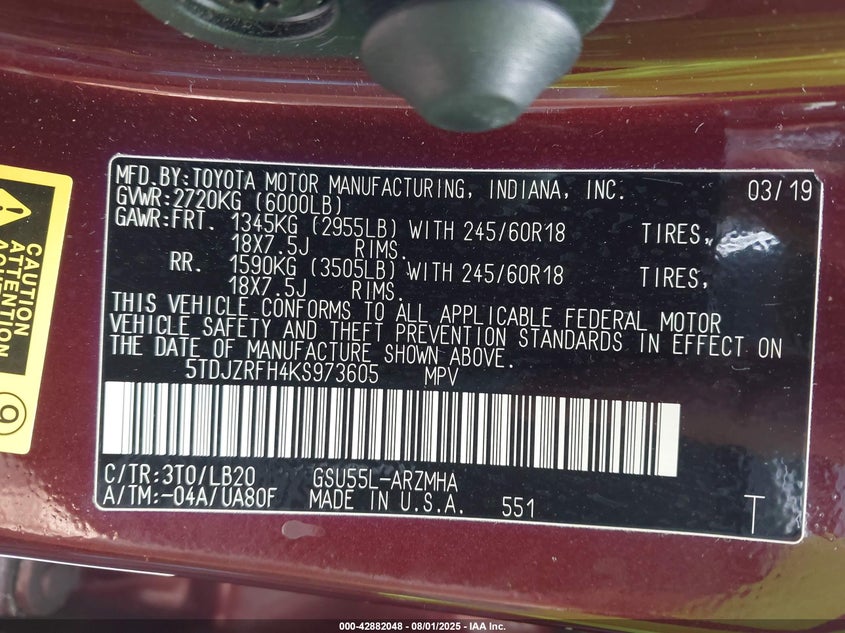 MFD.BY:TOYOTA MOTOR MANUFACTURING, INDIANA, INC. 03/19
GVWR:2720KG (6000LB)
GAWR:FRT. 1345KG (2955LB) WITH 245/60R18 TIRES,
18X7.5J RIMS.
RR. 1590KG (3505LB) WITH 245/60R18 TIRES,
18X7.5J RIMS.
THIS VEHICLE CONFORMS TO ALL APPLICABLE FEDERAL MOTOR
VEHICLE SAFETY AND THEFT PREVENTION STANDARDS IN EFFECT ON
THE DATE OF MANUFACTURE SHOWN ABOVE.
5TDJZRFH4KS973605 MPV
C/TR:3T0/LB20 GSU55L-ARZMHA
A/TM:-04A/UA80F MADE IN U.S.A. 551 T
CAUTION
ATTENTION
000-42882048 - 08/01/2025 - IAA Inc.